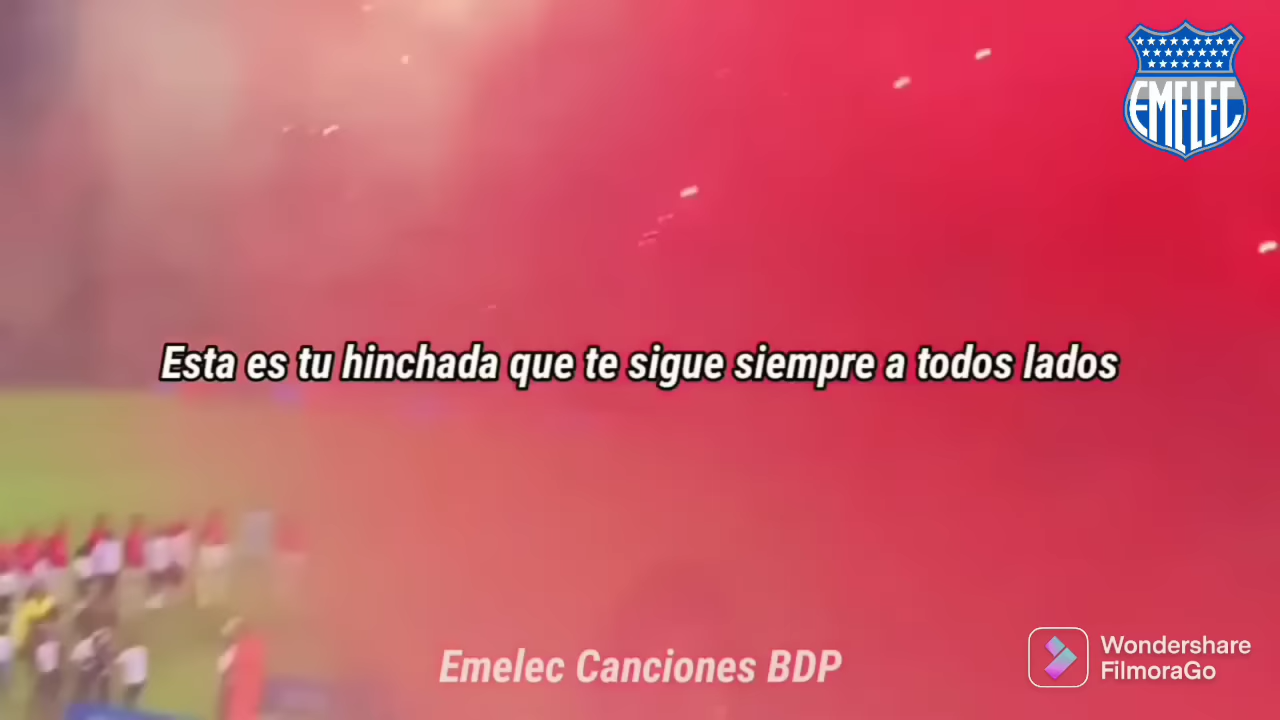 EMELEC
Esta es tu hinchada que te sigue siempre a todos lados
Emelec Canciones BDP
Wondershare
FilmoraGo